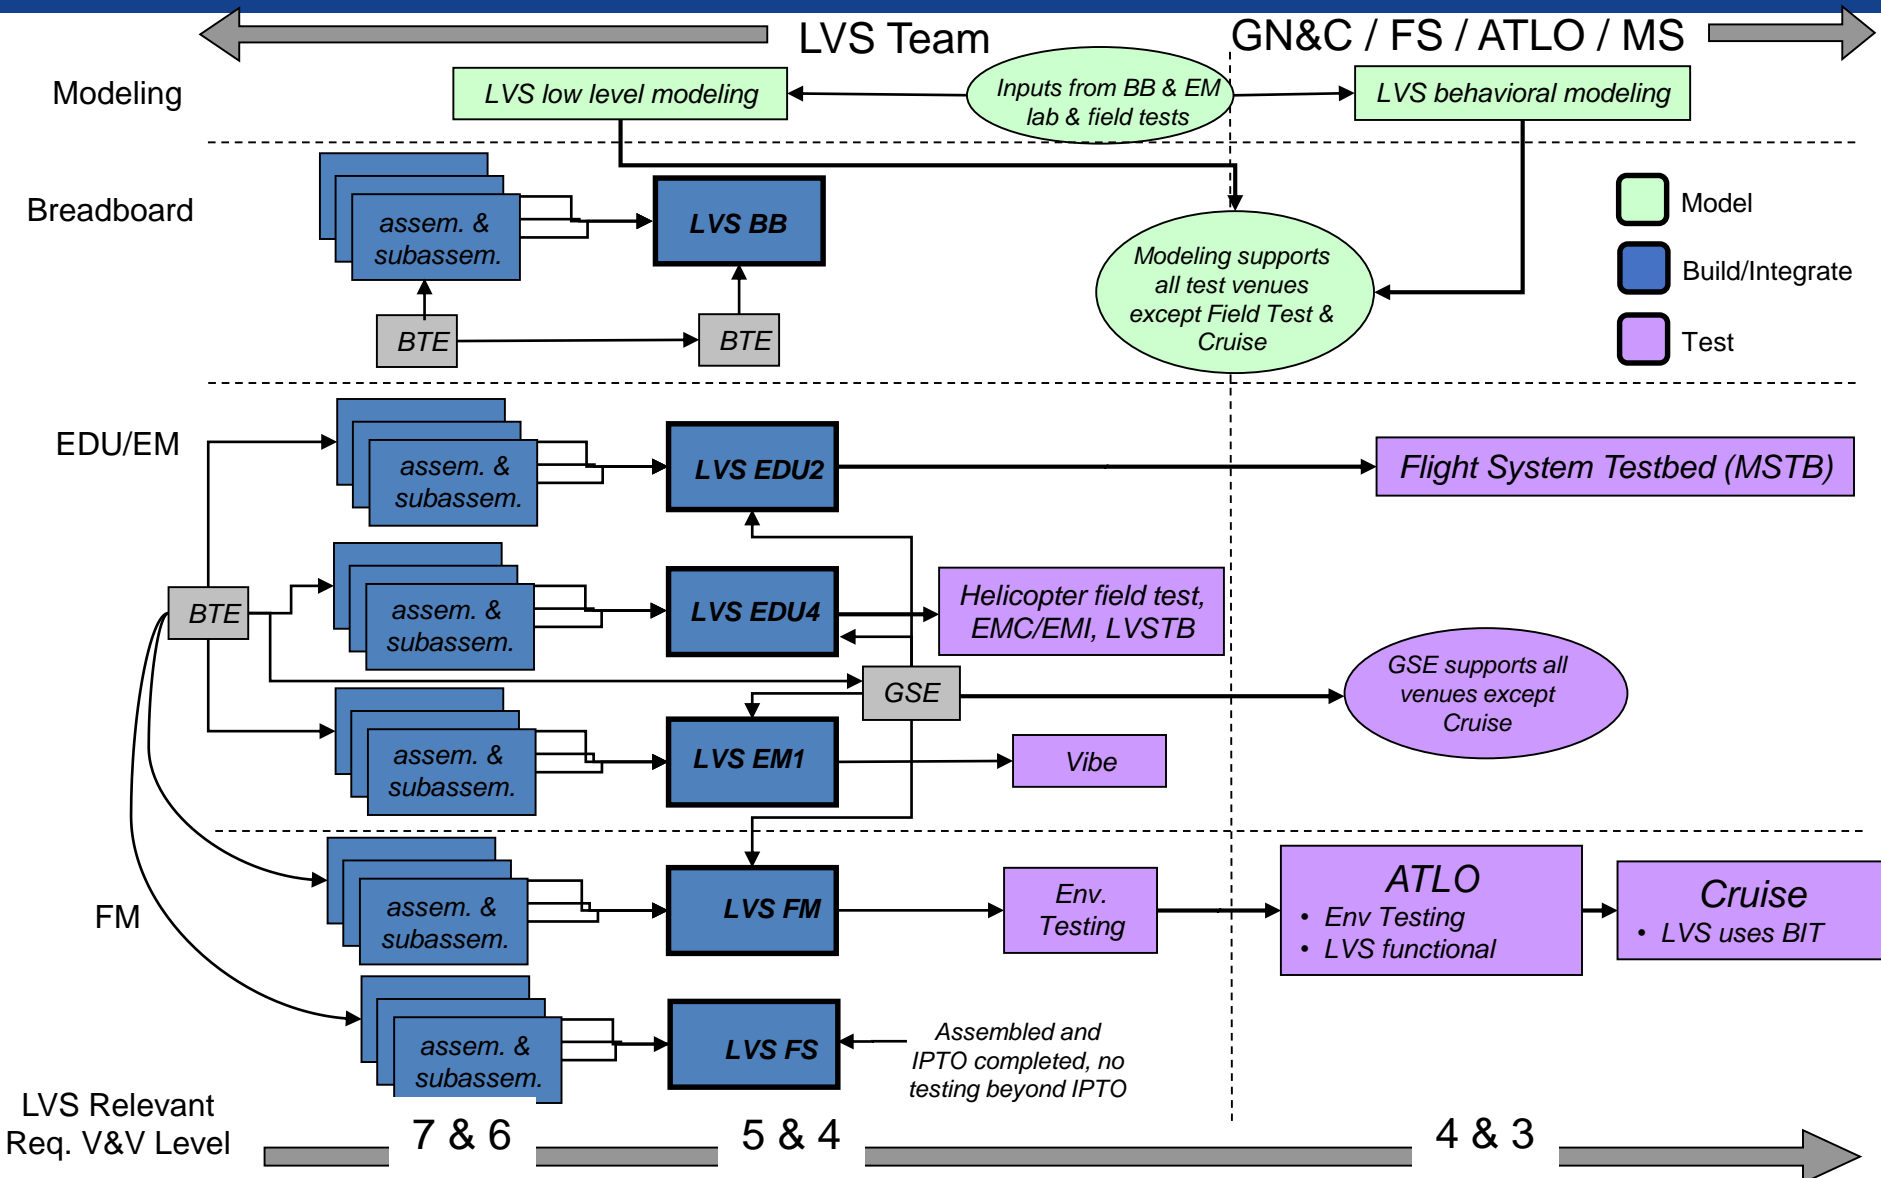 LVS Team
GN&C / FS / ATLO / MS
Modeling
LVS low level modeling
Inputs from BB & EM
lab & field tests
LVS behavioral modeling
Breadboard
assem. &
subassem.
LVS BB
BTE
BTE
Modeling supports
all test venues
except Field Test &
Cruise
Model
Build/Integrate
Test
EDU/EM
assem. &
subassem.
LVS EDU2
Flight System Testbed (MSTB)
BTE
assem. &
subassem.
LVS EDU4
Helicopter field test,
EMC/EMI, LVSTB
GSE
GSE supports all
venues except
Cruise
assem. &
subassem.
LVS EM1
Vibe
FM
assem. &
subassem.
LVS FM
Env.
Testing
ATLO
• Env Testing
• LVS functional
Cruise
• LVS uses BIT
assem. &
subassem.
LVS FS
Assembled and
IPTO completed, no
testing beyond IPTO
LVS Relevant
Req. V&V Level
7 & 6
5 & 4
4 & 3